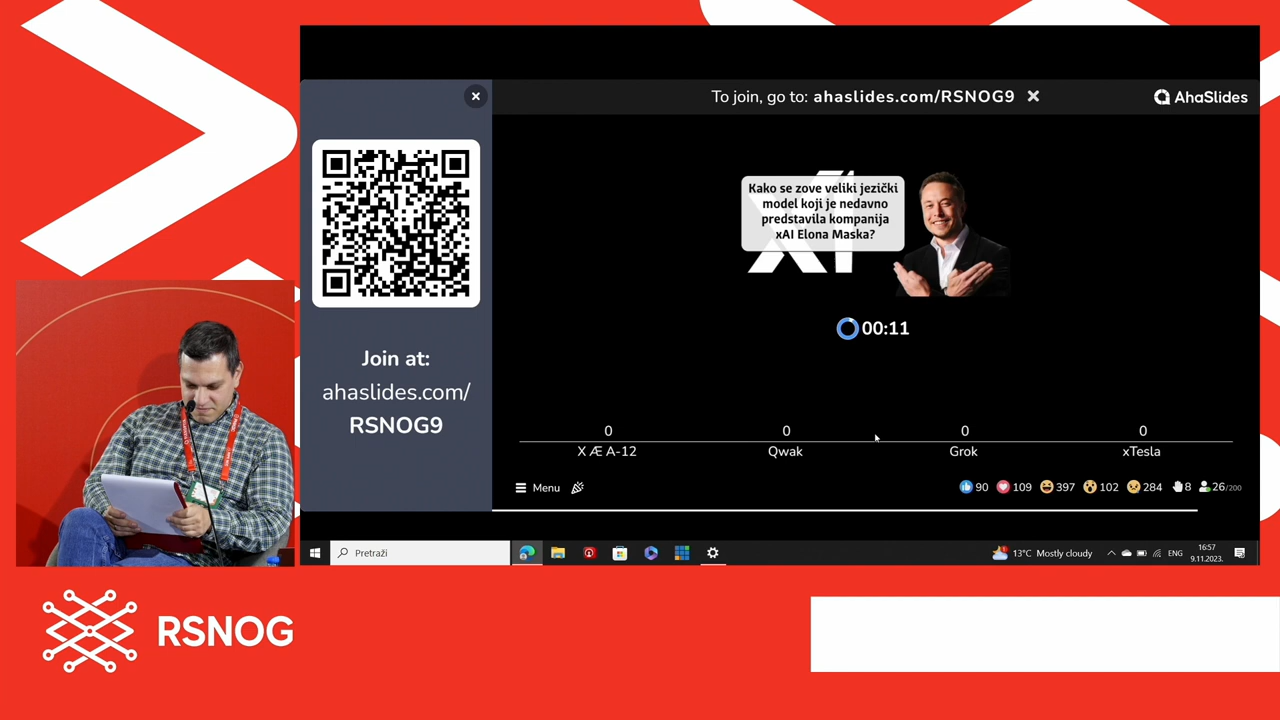 To join, go to: ahaslides.com/RSNOG9
AhaSlides
Kako se zove veliki jezički
model koji je nedavno
predstavila kompanija
xAI Elona Maska?
00:11
Join at:
ahaslides.com/
RSNOG9
0 0 0 0
X Æ A-12 Qwak Grok xTesla
Menu
90 109 397 102 284 8 26/200
Pretraži
13°C Mostly cloudy
ENG
16:57
9.11.2023.
RSNOG